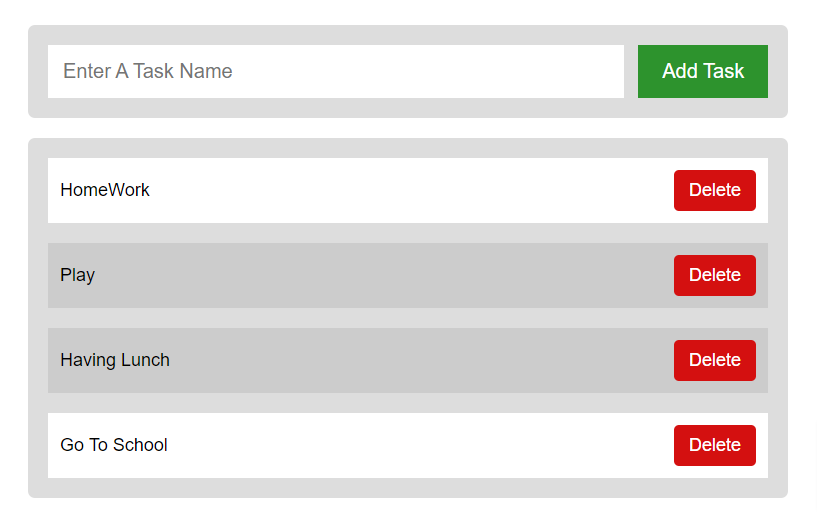 Enter A Task Name
Add Task
HomeWork
Delete
Play
Delete
Having Lunch
Delete
Go To School
Delete